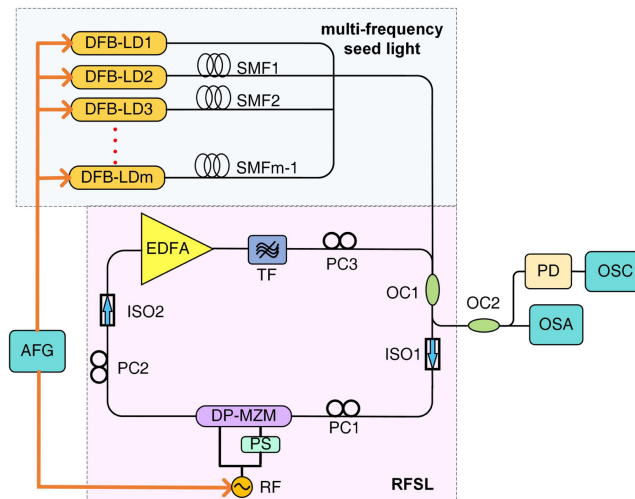 multi-frequency
seed light
DFB-LD1
DFB-LD2
SMF1
DFB-LD3
SMF2
DFB-LDm
SMFm-1
EDFA
TF
PC3
OC1
OC2
PD
OSC
OSA
ISO2
ISO1
AFG
PC2
DP-MZM
PC1
PS
RF
RFSL